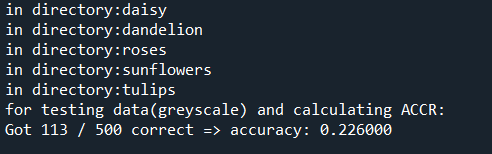 in directory:daisy
in directory:dandelion
in directory:roses
in directory:sunflowers
in directory:tulips
for testing data(greyscale) and calculating ACCR:
Got 113 / 500 correct => accuracy: 0.226000